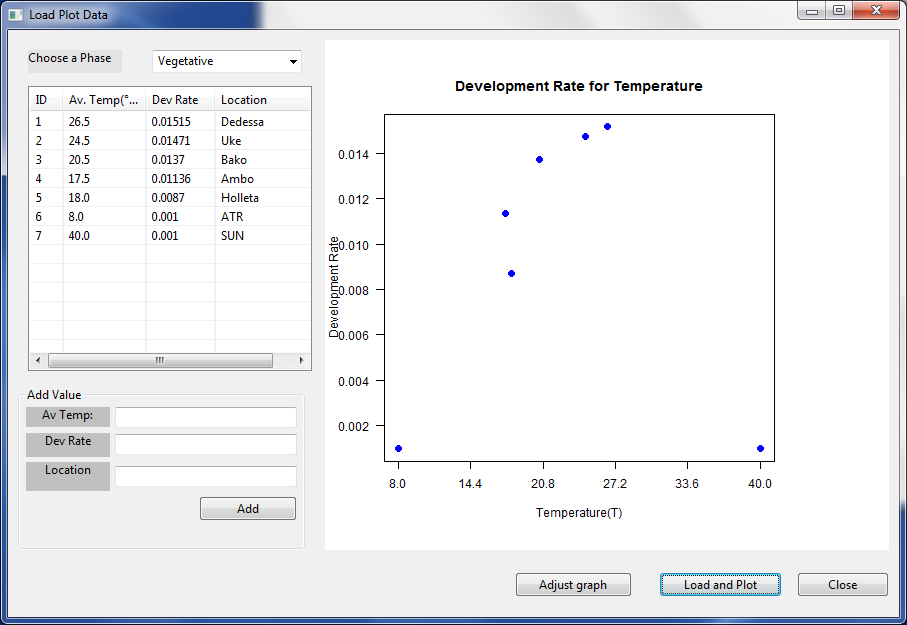 Load Plot Data
Choose a Phase
Vegetative
ID Av. Temp(°... Dev Rate Location
1 26.5 0.01515 Dedessa
2 24.5 0.01471 Uke
3 20.5 0.0137 Bako
4 17.5 0.01136 Ambo
5 18.0 0.0087 Holleta
6 8.0 0.001 ATR
7 40.0 0.001 SUN
Add Value
Av Temp:
Dev Rate
Location
Add
Development Rate for Temperature
Development Rate
0.014
0.012
0.010
0.008
0.006
0.004
0.002
8.0 14.4 20.8 27.2 33.6 40.0
Temperature(T)
Adjust graph Load and Plot Close